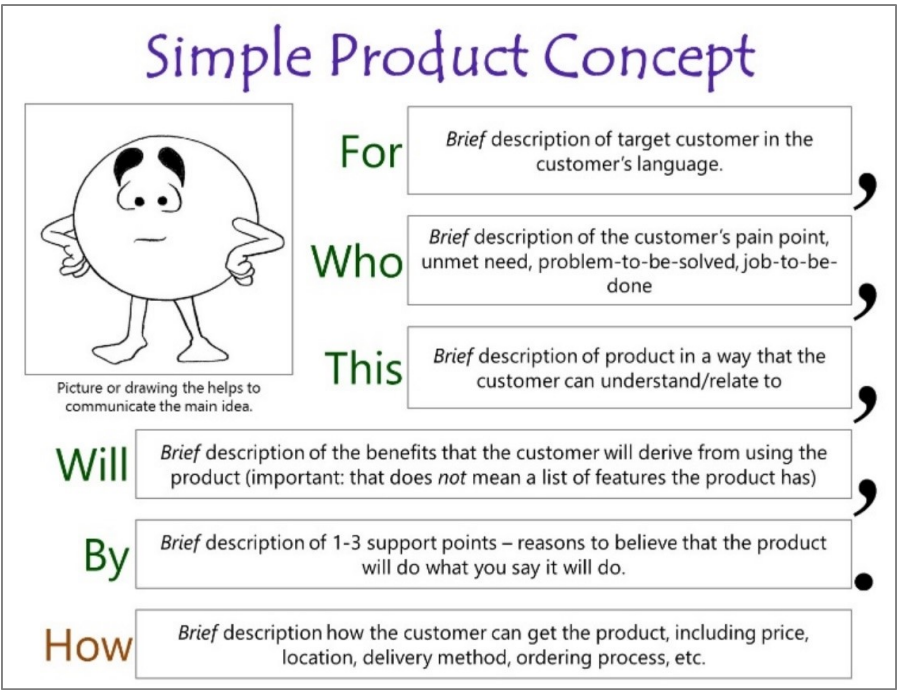 Simple Product Concept
For
Brief description of target customer in the
customer's language.
,
Who
Brief description of the customer's pain point,
unmet need, problem-to-be-solved, job-to-be-
done
,
This
Brief description of product in a way that the
customer can understand/relate to
,
Picture or drawing the helps to
communicate the main idea.
Will
Brief description of the benefits that the customer will derive from using the
product (important: that does not mean a list of features the product has)
,
By
Brief description of 1-3 support points – reasons to believe that the product
will do what you say it will do.
.
How
Brief description how the customer can get the product, including price,
location, delivery method, ordering process, etc.